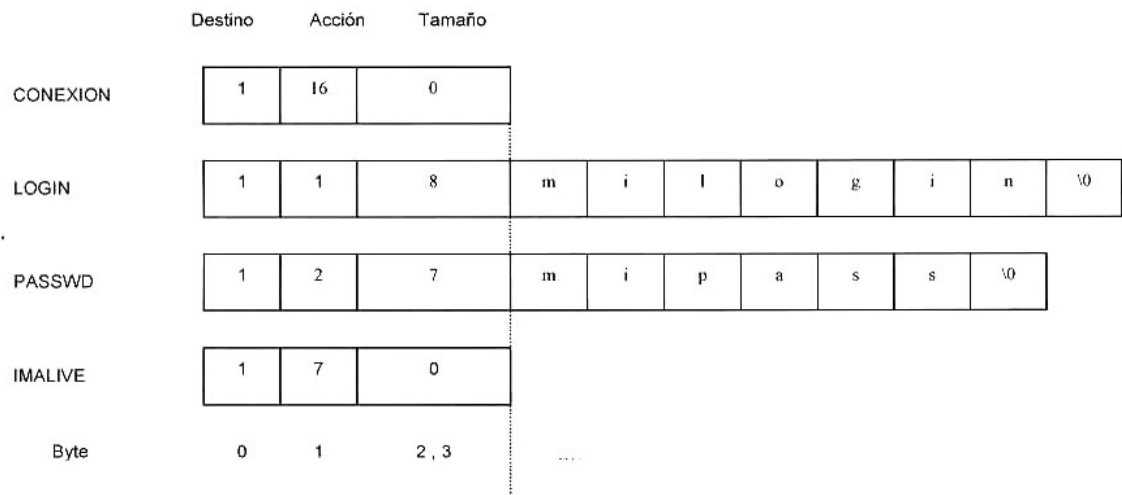 Destino Acción Tamaño
CONEXION 1 16 0
LOGIN 1 1 8 m i l o g i n \0
PASSWD 1 2 7 m i p a s s \0
IMALIVE 1 7 0
Byte 0 1 2 , 3 ....